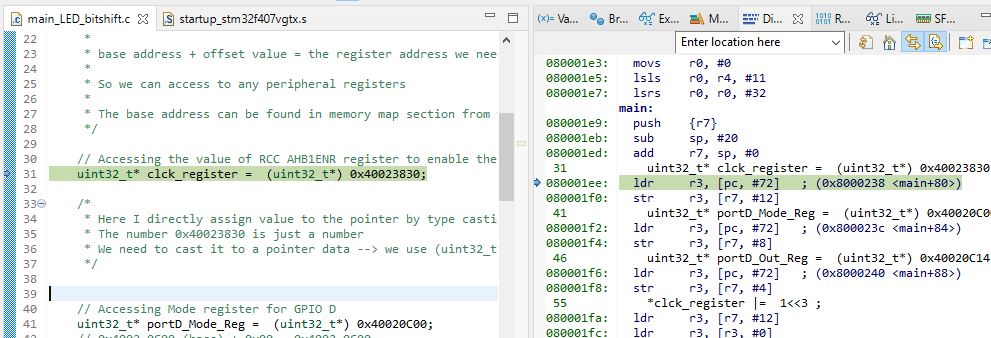 main_LED_bitshift.c
startup_stm32f407vgtx.s
22 *
23 * base address + offset value = the register address we nee
24 *
25 * So we can access to any peripheral registers
26 *
27 * The base address can be found in memory map section from
28 */
29
30 // Accessing the value of RCC AHB1ENR register to enable the
31 uint32_t* clck_register = (uint32_t*) 0x40023830;
32
33 /*
34 * Here I directly assign value to the pointer by type casti
35 * The number 0x40023830 is just a number
36 * We need to cast it to a pointer data --> we use (uint32_t
37 */
38
39
40 // Accessing Mode register for GPIO D
41 uint32_t* portD_Mode_Reg = (uint32_t*) 0x40020C00;
(x)= Va...
Br...
Ex...
M...
Di...
1010 0101 R...
Li...
SF...
Enter location here
080001e3: movs r0, #0
080001e5: lsls r0, r4, #11
080001e7: lsrs r0, r0, #32
main:
080001e9: push {r7}
080001eb: sub sp, #20
080001ed: add r7, sp, #0
31 uint32_t* clck_register = (uint32_t*) 0x40023830
080001ee: ldr r3, [pc, #72] ; (0x8000238 <main+80>)
080001f0: str r3, [r7, #12]
41 uint32_t* portD_Mode_Reg = (uint32_t*) 0x40020C0
080001f2: ldr r3, [pc, #72] ; (0x800023c <main+84>)
080001f4: str r3, [r7, #8]
46 uint32_t* portD_Out_Reg = (uint32_t*) 0x40020C14
080001f6: ldr r3, [pc, #72] ; (0x8000240 <main+88>)
080001f8: str r3, [r7, #4]
55 *clck_register |= 1<<3 ;
080001fa: ldr r3, [r7, #12]
080001fc: ldr r3, [r3, #0]